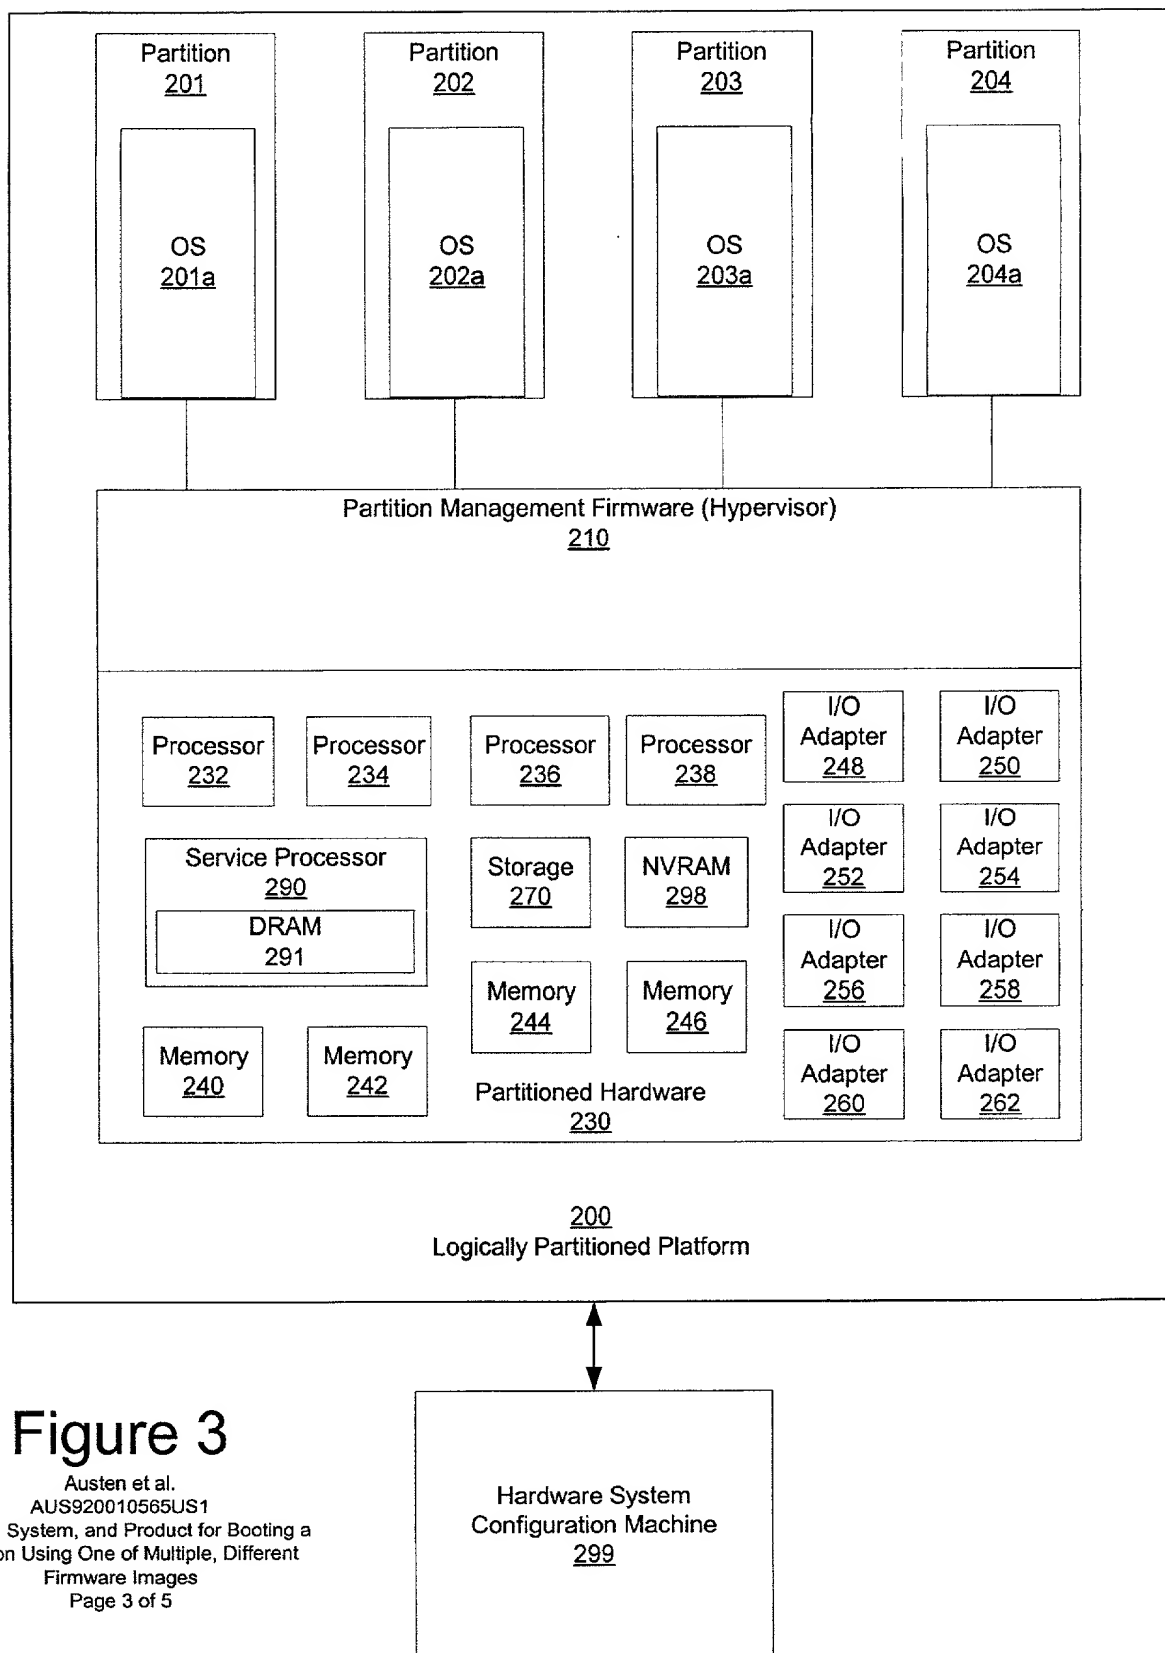 Partition
201
Partition
202
Partition
203
Partition
204
OS
201a
OS
202a
OS
203a
OS
204a
Partition Management Firmware (Hypervisor)
210
Processor
232
Processor
234
Processor
236
Processor
238
I/O
Adapter
248
I/O
Adapter
250
Service Processor
290
DRAM
291
Storage
270
NVRAM
298
I/O
Adapter
252
I/O
Adapter
254
Memory
244
Memory
246
I/O
Adapter
256
I/O
Adapter
258
Memory
240
Memory
242
I/O
Adapter
260
I/O
Adapter
262
Partitioned Hardware
230
200
Logically Partitioned Platform
Figure 3
Austen et al.
AUS920010565US1
System, and Product for Booting a
on Using One of Multiple, Different
Firmware Images
Page 3 of 5
Hardware System
Configuration Machine
299